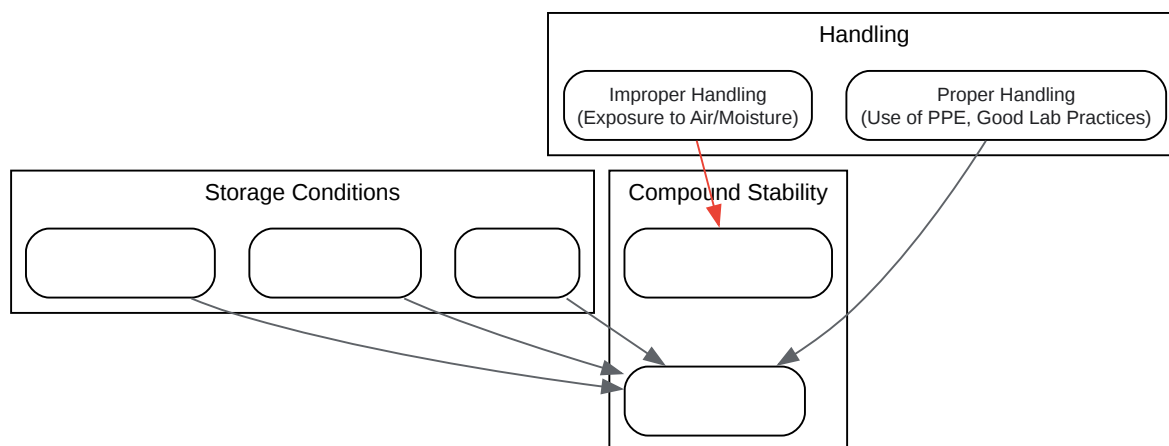 Handling
Improper Handling
(Exposure to Air/Moisture)
Proper Handling
(Use of PPE, Good Lab Practices)
Storage Conditions
Compound Stability